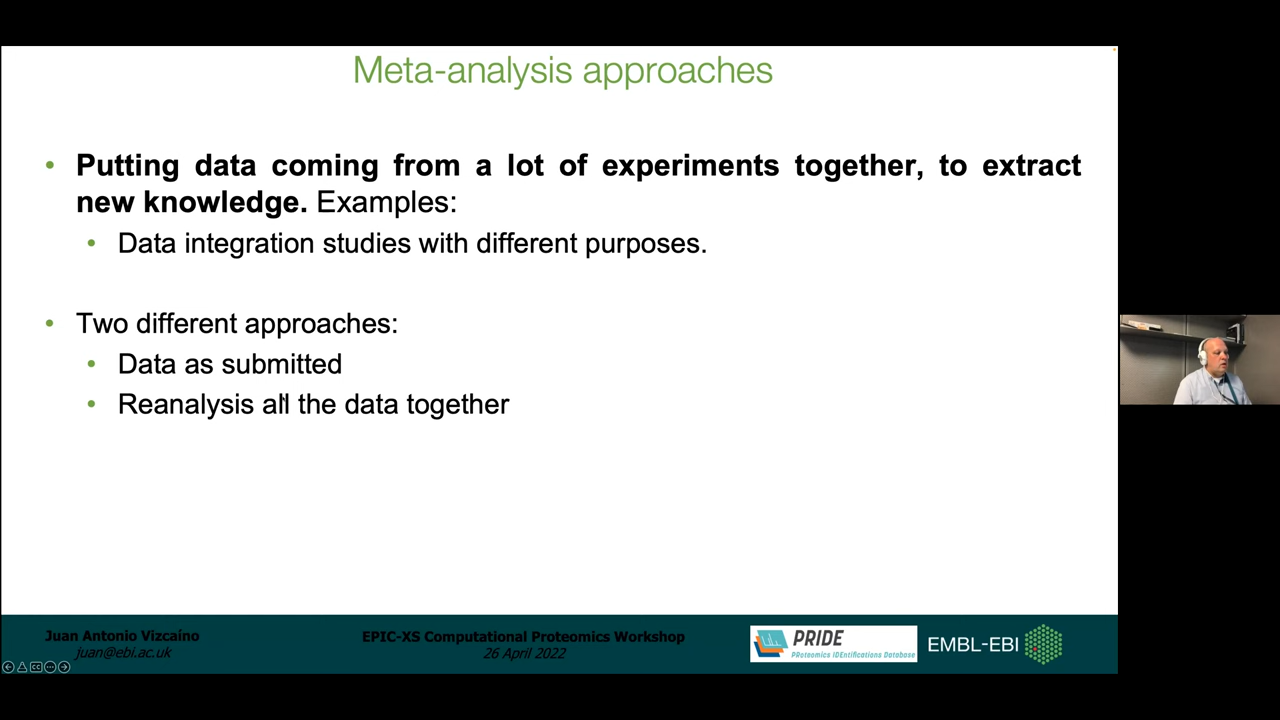 Meta-analysis approaches
• Putting data coming from a lot of experiments together, to extract
new knowledge. Examples:
• Data integration studies with different purposes.
• Two different approaches:
• Data as submitted
• Reanalysis all the data together
Juan Antonio Vizcaíno
juan@ebi.ac.uk
EPIC-XS Computational Proteomics Workshop
26 April 2022
PRIDE
PRoteomics IDEntifications Database
EMBL-EBI